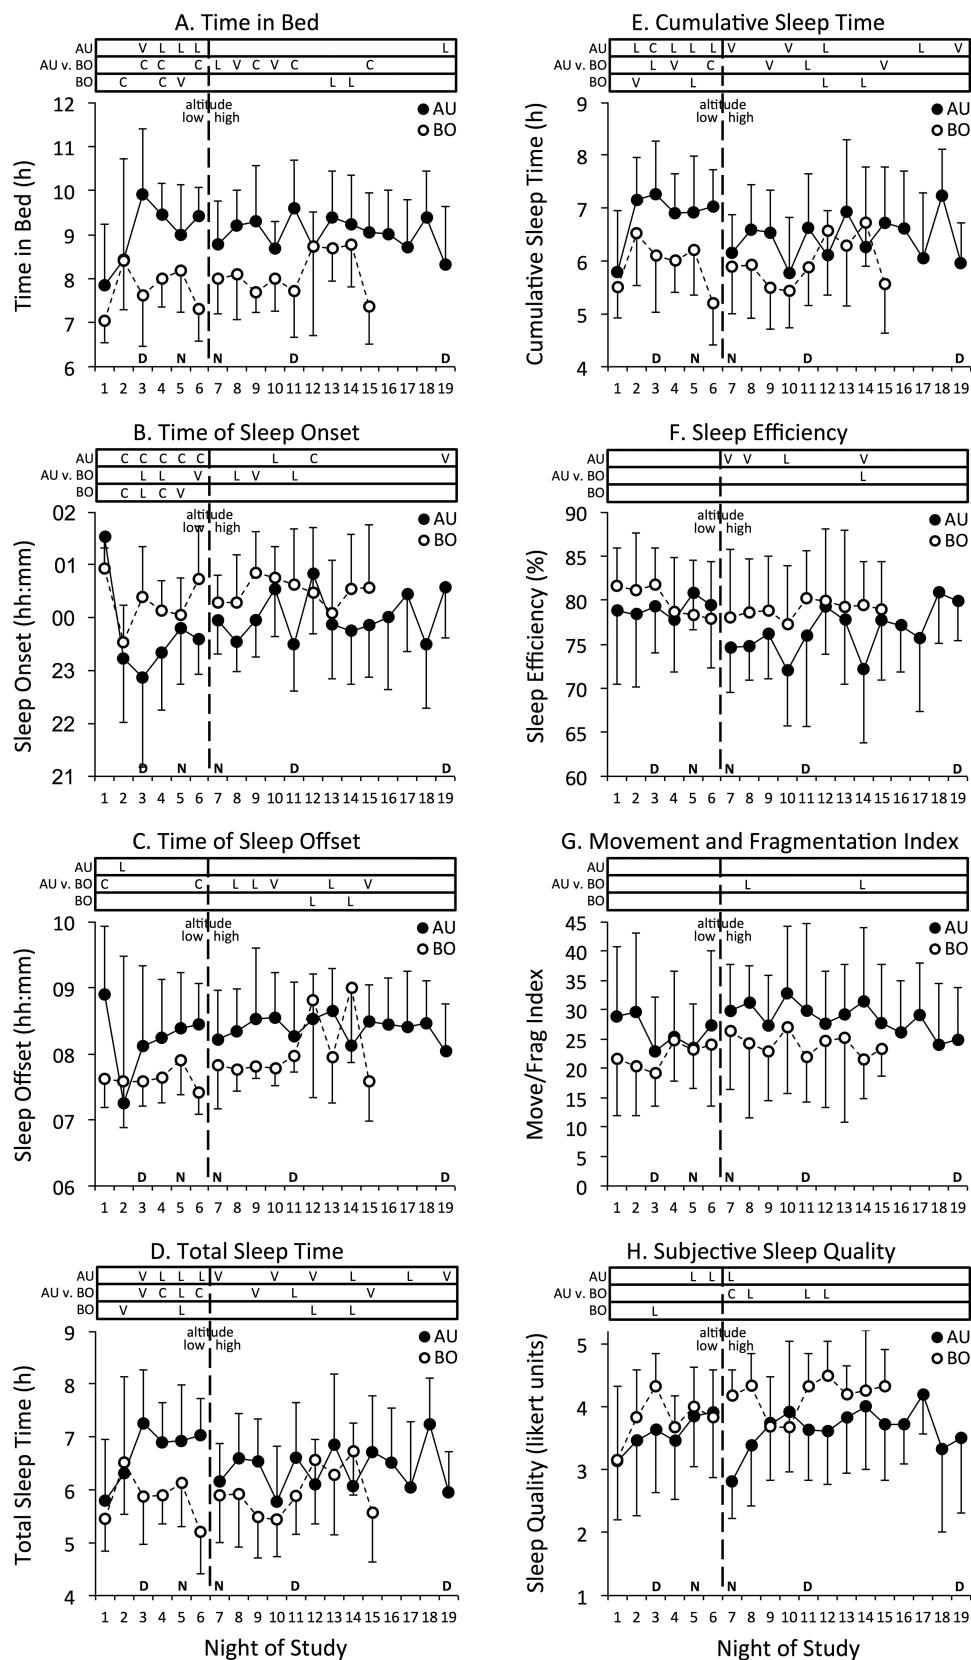 A. Time in Bed
AU V L L L L
AU v. BO C C C L V C V C C
BO C C V L L
altitude
low high
AU
BO
Time in Bed (h)
12
11
10
9
8
7
6
D N N D D
1 2 3 4 5 6 7 8 9 10 11 12 13 14 15 16 17 18 19
B. Time of Sleep Onset
AU C C C C C L C V
AU v. BO L L V L V L
BO C L C V
altitude
low high
AU
BO
Sleep Onset (hh:mm)
02
01
00
23
22
21
D N N D D
1 2 3 4 5 6 7 8 9 10 11 12 13 14 15 16 17 18 19
C. Time of Sleep Offset
AU L
AU v. BO C C L L V L V
BO L L
altitude
low high
AU
BO
Sleep Offset (hh:mm)
10
09
08
07
06
D N N D D
1 2 3 4 5 6 7 8 9 10 11 12 13 14 15 16 17 18 19
D. Total Sleep Time
AU V L L L V V V L L V
AU v. BO V C L C V L V
BO V L L L
altitude
low high
AU
BO
Total Sleep Time (h)
9
8
7
6
5
4
D N N D D
1 2 3 4 5 6 7 8 9 10 11 12 13 14 15 16 17 18 19
Night of Study
E. Cumulative Sleep Time
AU L C L L L V V L L V
AU v. BO L V C V L V
BO V L L L
altitude
low high
AU
BO
Cumulative Sleep Time (h)
9
8
7
6
5
4
D N N D D
1 2 3 4 5 6 7 8 9 10 11 12 13 14 15 16 17 18 19
F. Sleep Efficiency
AU V V L V
AU v. BO L
BO
altitude
low high
AU
BO
Sleep Efficiency (%)
90
85
80
75
70
65
60
D N N D D
1 2 3 4 5 6 7 8 9 10 11 12 13 14 15 16 17 18 19
G. Movement and Fragmentation Index
AU
AU v. BO L L
BO
altitude
low high
AU
BO
Move/Frag Index
45
40
35
30
25
20
15
10
5
0
D N N D D
1 2 3 4 5 6 7 8 9 10 11 12 13 14 15 16 17 18 19
H. Subjective Sleep Quality
AU L L L
AU v. BO C L L L
BO L
altitude
low high
AU
BO
Sleep Quality (likert units)
5
4
3
2
1
D N N D D
1 2 3 4 5 6 7 8 9 10 11 12 13 14 15 16 17 18 19
Night of Study